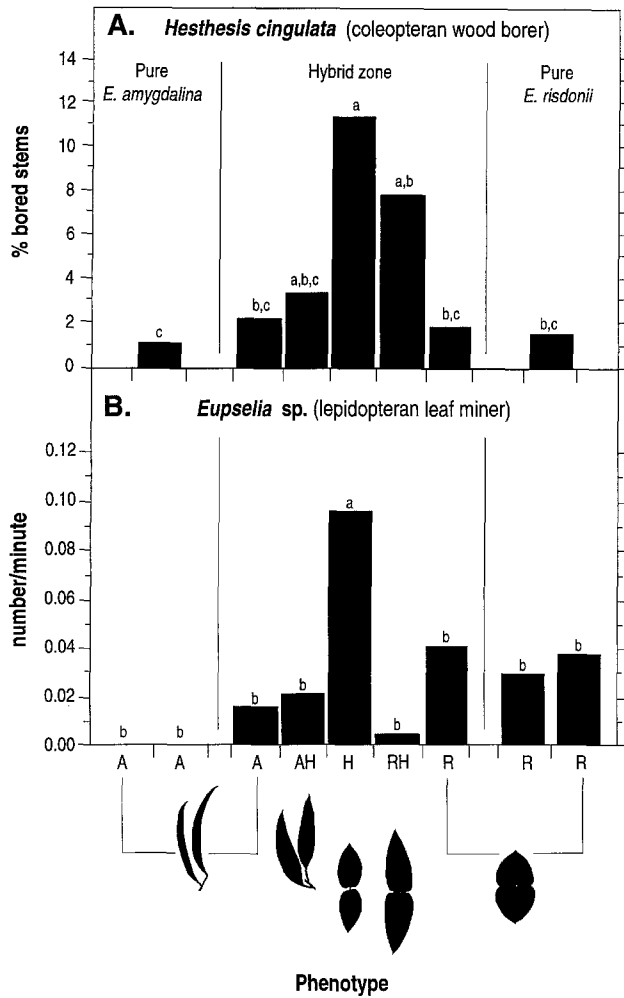 A. Hesthesis cingulata (coleopteran wood borer)
Pure
E. amygdalina
Hybrid zone
Pure
E. risdonii
% bored stems
14
12
10
8
6
4
2
0
c
b,c
a,b,c
a
a,b
b,c
b,c
B. Eupselia sp. (lepidopteran leaf miner)
number/minute
0.12
0.10
0.08
0.06
0.04
0.02
0.00
b
b
b
b
a
b
b
b
b
A A A AH H RH R R R
Phenotype